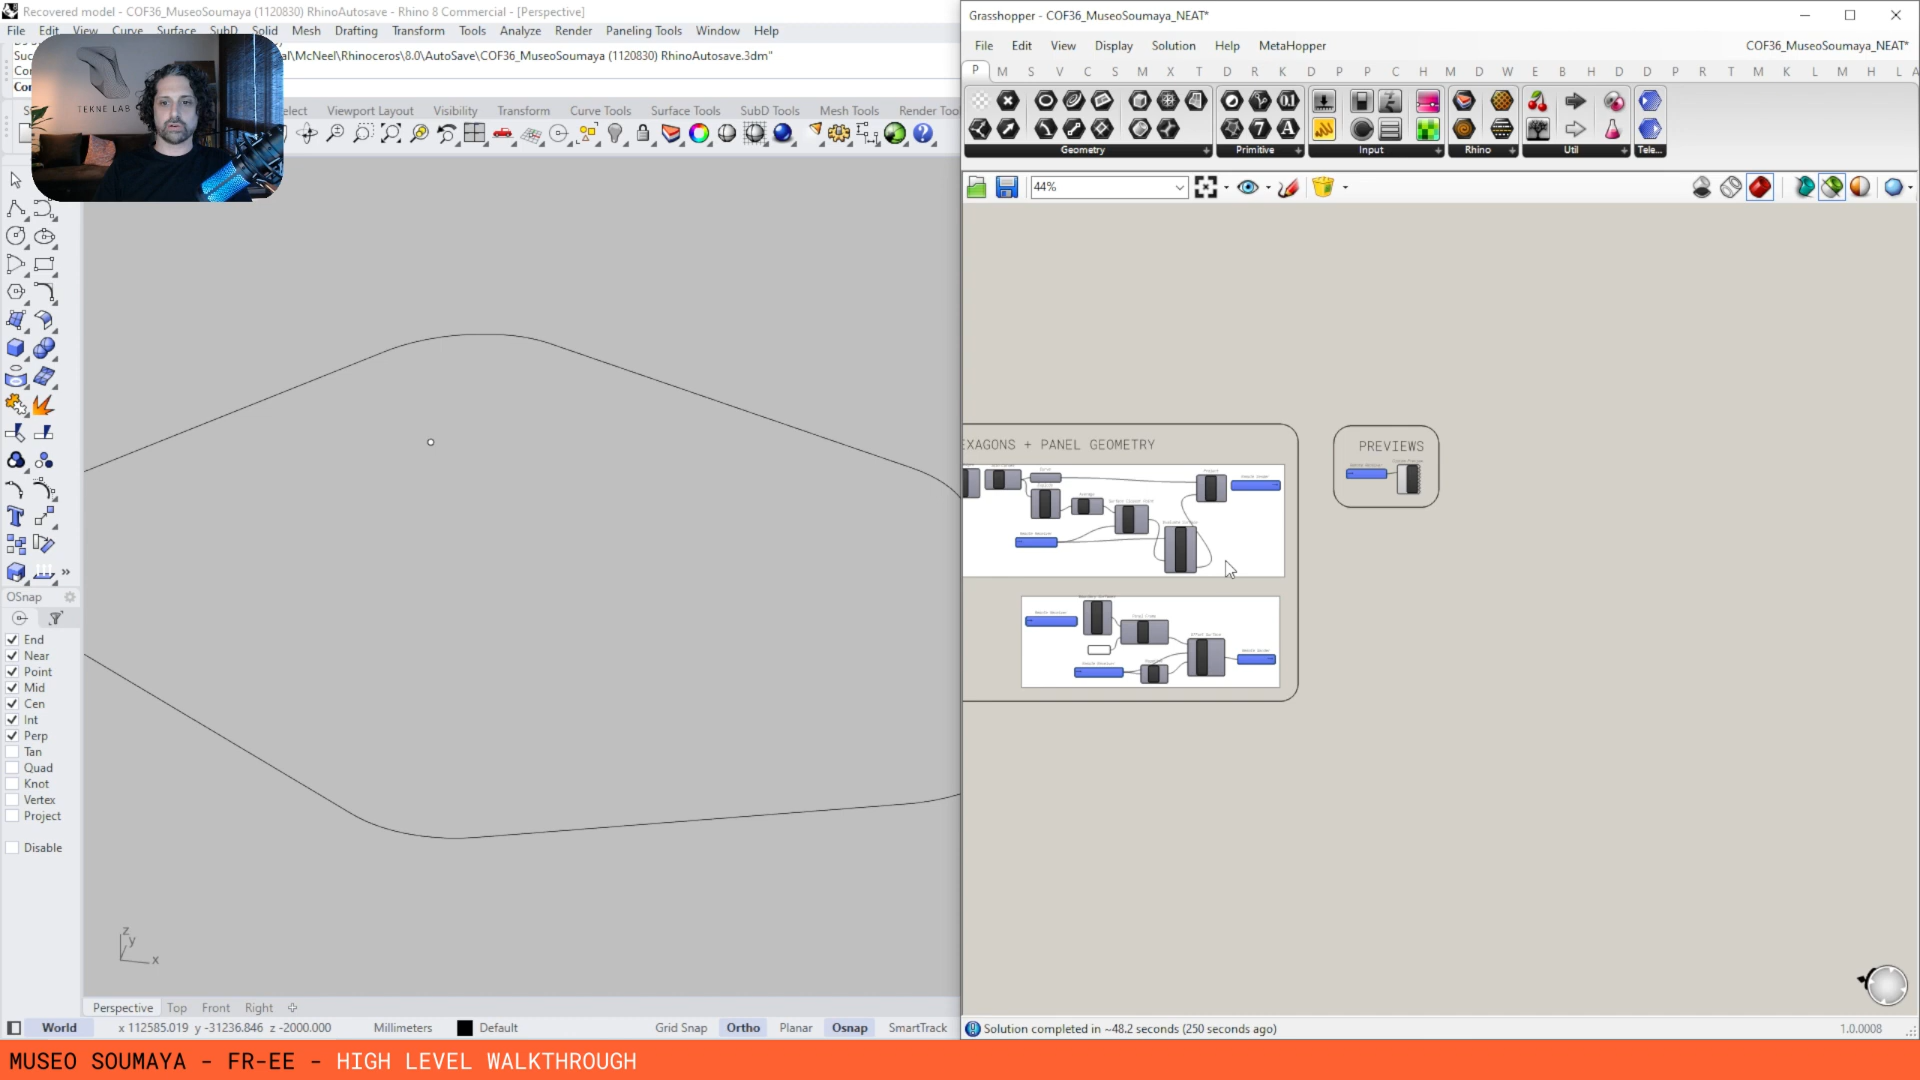 Recovered model - COF36_MuseoSoumaya (1120830) RhinoAutosave - Rhino 8 Commercial - [Perspective]
File Edit View Curve Surface SubD Solid Mesh Drafting Transform Tools Analyze Render Paneling Tools Window Help
Suc
al\McNeel\Rhinoceros\8.0\AutoSave\COF36_MuseoSoumaya (1120830) RhinoAutosave.3dm"
Cor
Cor
TEKNE LAB
elect Viewport Layout Visibility Transform Curve Tools Surface Tools SubD Tools Mesh Tools Render Too
OSnap
End
Near
Point
Mid
Cen
Int
Perp
Tan
Quad
Knot
Vertex
Project
Disable
z
y
x
Perspective Top Front Right
World x 112585.019 y -31236.846 z -2000.000 Millimeters Default Grid Snap Ortho Planar Osnap SmartTrack
Grasshopper - COF36_MuseoSoumaya_NEAT*
File Edit View Display Solution Help MetaHopper COF36_MuseoSoumaya_NEAT*
P M S V C S M X T D R K D P P C H M D W E B H D D P R T M K L M H L A
Geometry Primitive Input Rhino Util Tele...
44%
EXAGONS + PANEL GEOMETRY
PREVIEWS
Solution completed in ~48.2 seconds (250 seconds ago)
1.0.0008
MUSEO SOUMAYA - FR-EE - HIGH LEVEL WALKTHROUGH